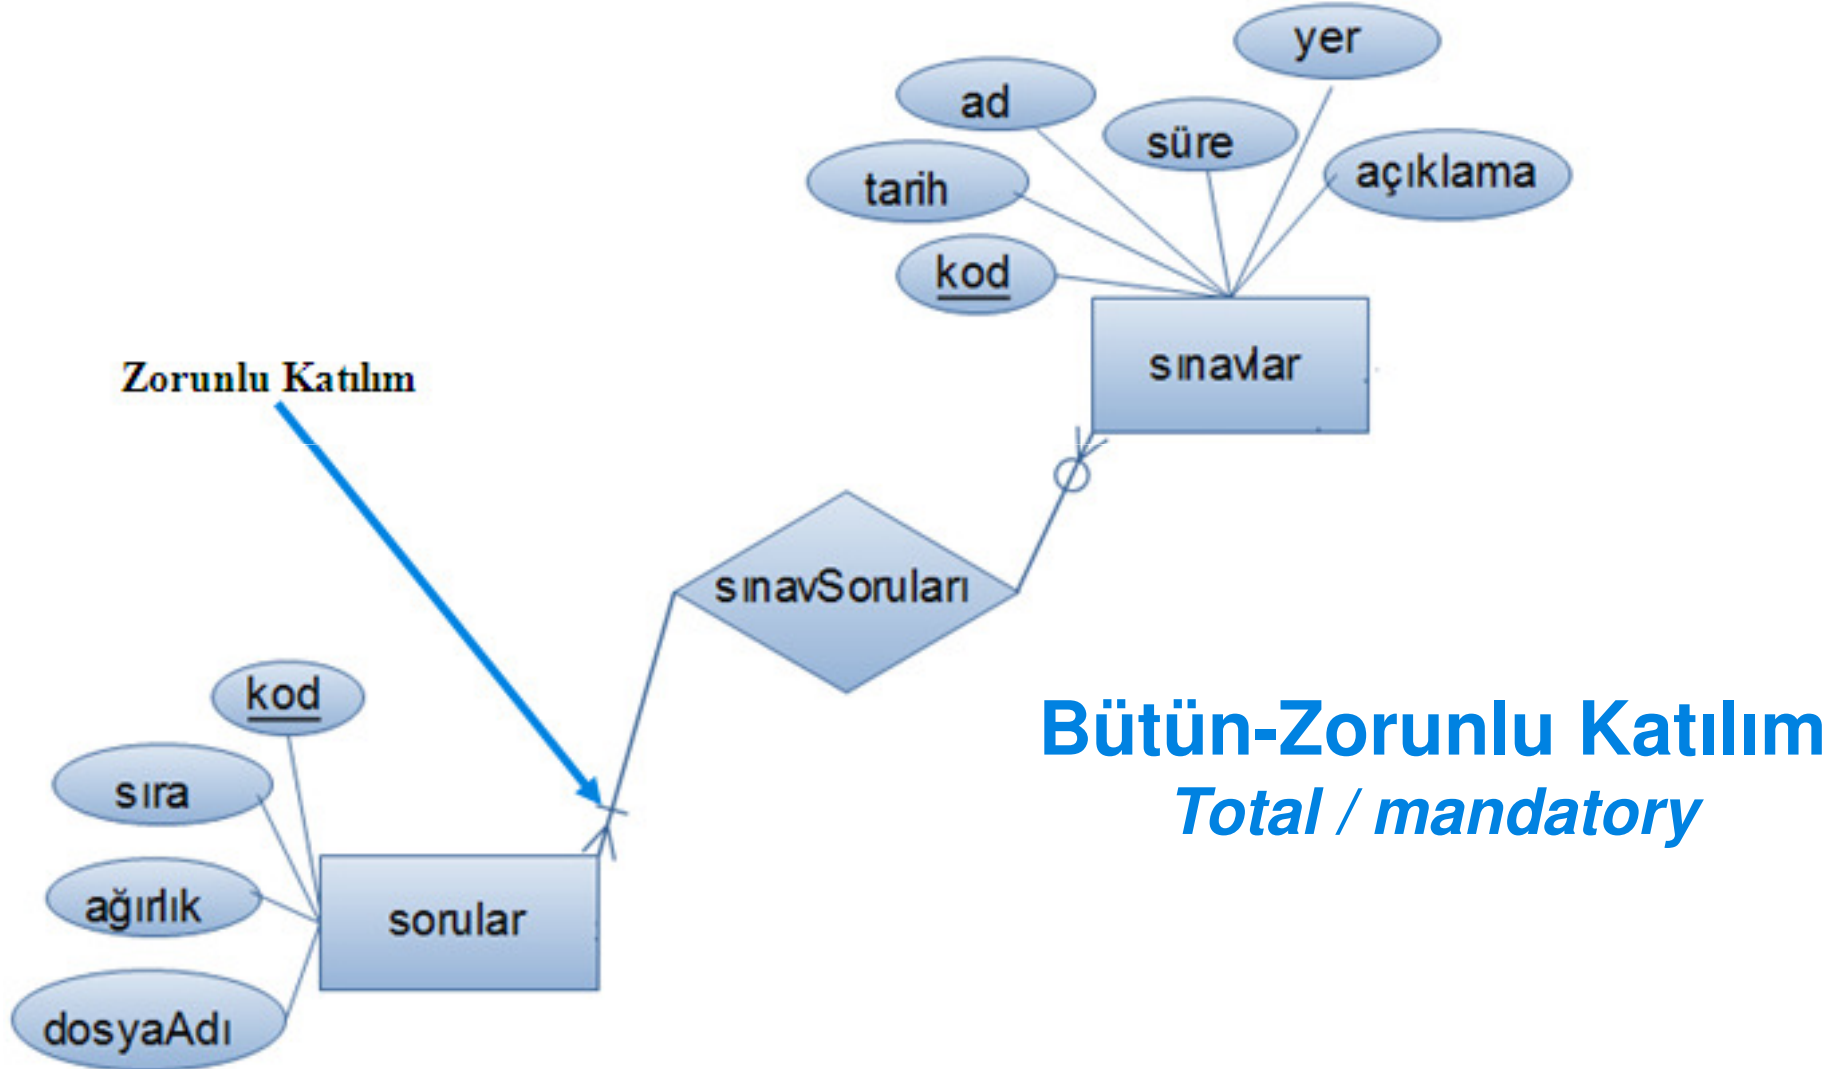 yer
ad
süre
açıklama
tarih
kod
sınavlar
Zorunlu Katılım
sınavSoruları
kod
Bütün-Zorunlu Katılım
Total / mandatory
sıra
ağırlık
sorular
dosyaAdı